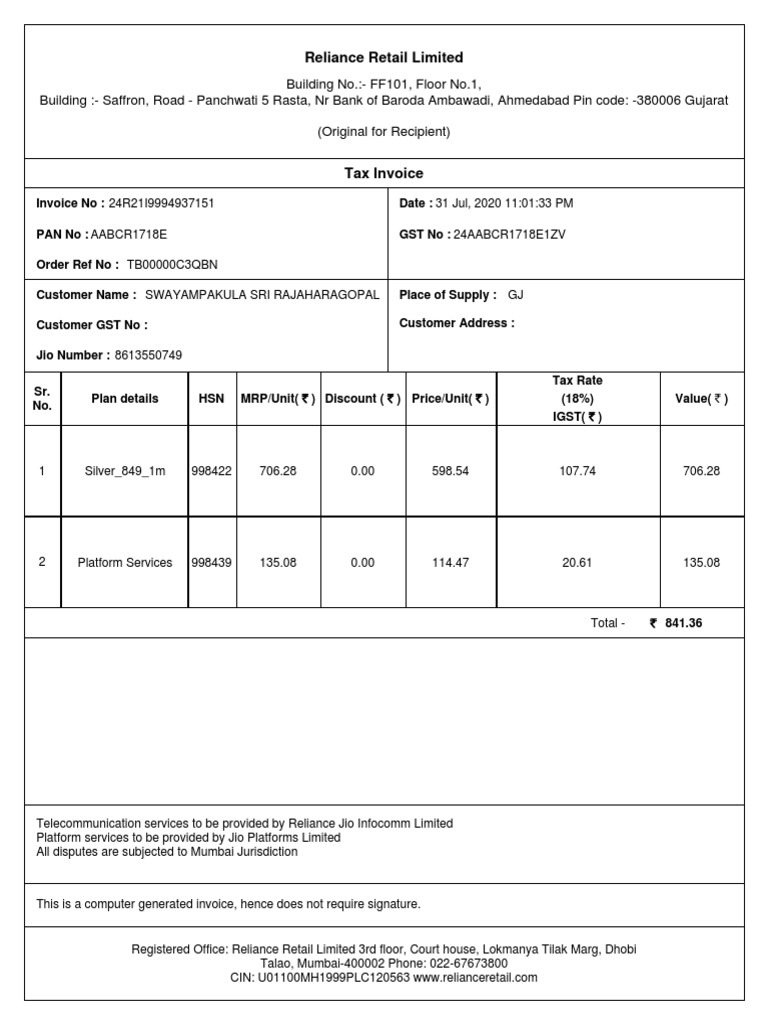 Reliance Retail Limited
Building No.:- FF101, Floor No.1,
Building :- Saffron, Road - Panchwati 5 Rasta, Nr Bank of Baroda Ambawadi, Ahmedabad Pin code: -380006 Gujarat
(Original for Recipient)
Tax Invoice
Invoice No : 24R21I9994937151
Date : 31 Jul, 2020 11:01:33 PM
PAN No : AABCR1718E
GST No : 24AABCR1718E1ZV
Order Ref No : TB00000C3QBN
Customer Name : SWAYAMPAKULA SRI RAJAHARAGOPAL
Place of Supply : GJ
Customer GST No :
Customer Address :
Jio Number : 8613550749
Sr. No. Plan details HSN MRP/Unit( ₹ ) Discount ( ₹ ) Price/Unit( ₹ ) Tax Rate (18%) IGST( ₹ ) Value( ₹ )
1 Silver_849_1m 998422 706.28 0.00 598.54 107.74 706.28
2 Platform Services 998439 135.08 0.00 114.47 20.61 135.08
Total - ₹ 841.36
Telecommunication services to be provided by Reliance Jio Infocomm Limited
Platform services to be provided by Jio Platforms Limited
All disputes are subjected to Mumbai Jurisdiction
This is a computer generated invoice, hence does not require signature.
Registered Office: Reliance Retail Limited 3rd floor, Court house, Lokmanya Tilak Marg, Dhobi
Talao, Mumbai-400002 Phone: 022-67673800
CIN: U01100MH1999PLC120563 www.relianceretail.com